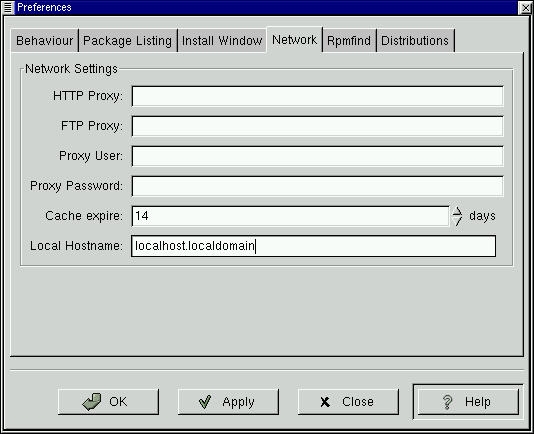 Preferences
Behaviour Package Listing Install Window Network Rpmfind Distributions
Network Settings
HTTP Proxy:
FTP Proxy:
Proxy User:
Proxy Password:
Cache expire: 14 days
Local Hostname: localhost.localdomain
OK Apply Close Help